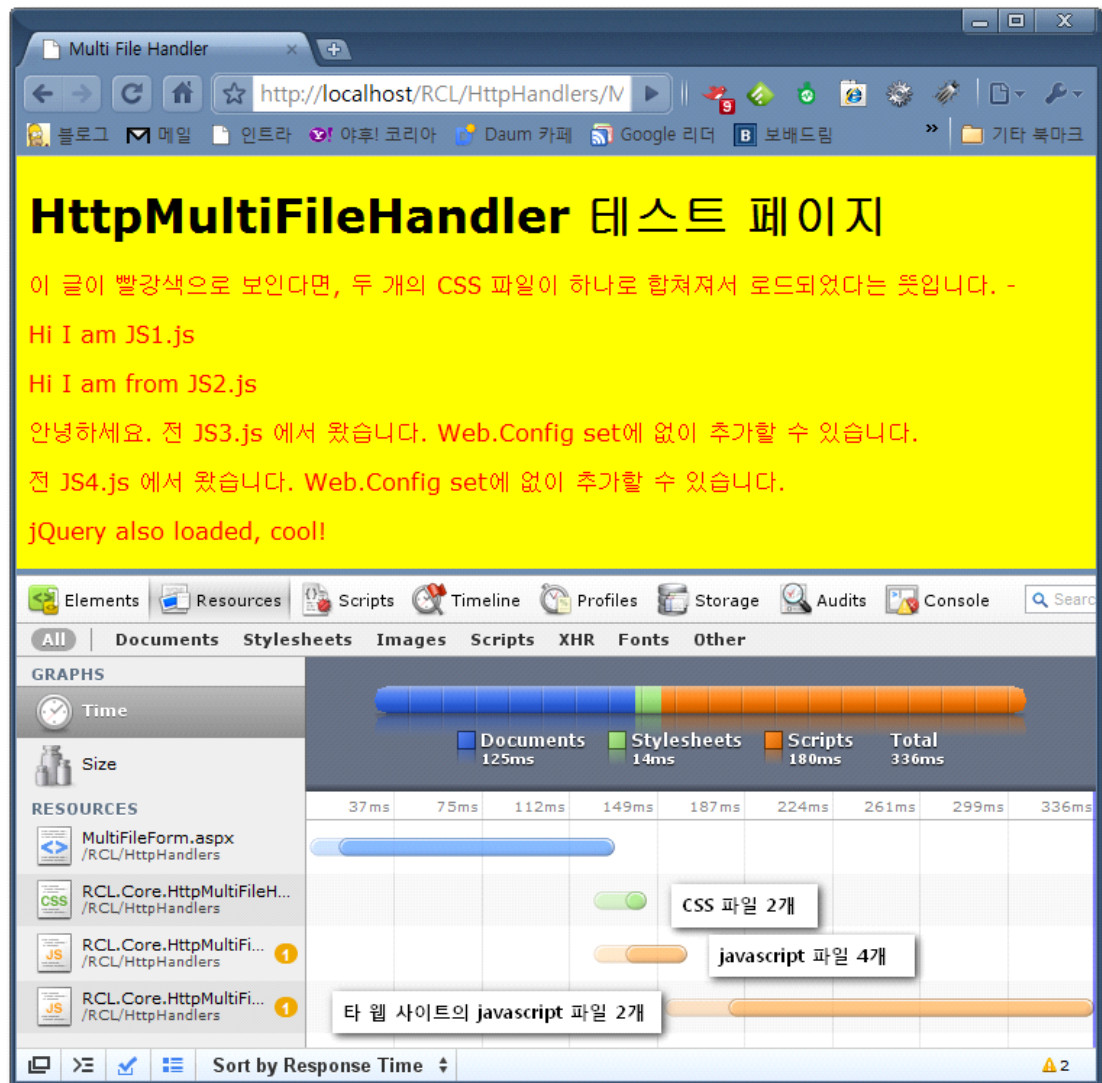 Multi File Handler
http://localhost/RCL/HttpHandlers/M
9
블로그 메일 인트라 야후! 코리아 Daum 카페 Google 리더 B 보배드림 » 기타 북마크
HttpMultiFileHandler 테스트 페이지
이 글이 빨강색으로 보인다면, 두 개의 CSS 파일이 하나로 합쳐져서 로드되었다는 뜻입니다. -
Hi I am JS1.js
Hi I am from JS2.js
안녕하세요. 전 JS3.js 에서 왔습니다. Web.Config set에 없이 추가할 수 있습니다.
전 JS4.js 에서 왔습니다. Web.Config set에 없이 추가할 수 있습니다.
jQuery also loaded, cool!
Elements Resources Scripts Timeline Profiles Storage Audits Console Searc
All Documents Stylesheets Images Scripts XHR Fonts Other
GRAPHS
Time
Size
Documents Stylesheets Scripts Total
125ms 14ms 180ms 336ms
RESOURCES
37ms 75ms 112ms 149ms 187ms 224ms 261ms 299ms 336ms
MultiFileForm.aspx
/RCL/HttpHandlers
CSS
RCL.Core.HttpMultiFileH...
/RCL/HttpHandlers
CSS 파일 2개
JS
RCL.Core.HttpMultiFi... 1
/RCL/HttpHandlers
javascript 파일 4개
JS
RCL.Core.HttpMultiFi... 1
/RCL/HttpHandlers
타 웹 사이트의 javascript 파일 2개
Sort by Response Time 2